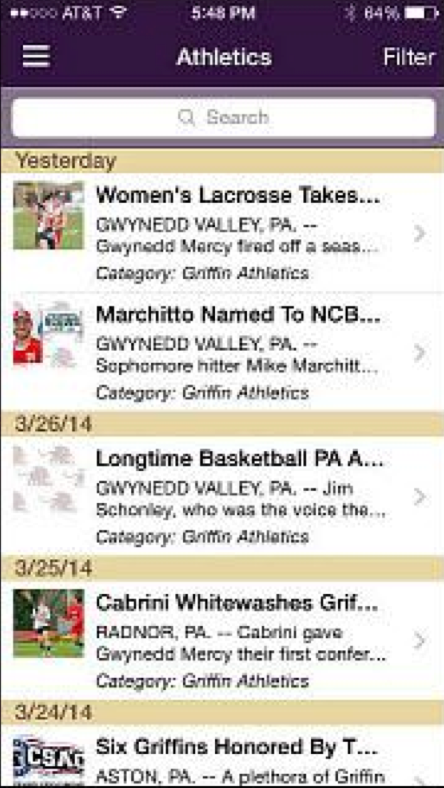 AT&T 5:48 PM 64%
Athletics Filter
Search
Yesterday
Women's Lacrosse Takes...
GWYNEDD VALLEY, PA. --
Gwynedd Mercy fired off a seas...
Category: Griffin Athletics
Marchitto Named To NCB...
GWYNEDD VALLEY, PA. --
Sophomore hitter Mike Marchitt...
Category: Griffin Athletics
3/26/14
Longtime Basketball PA A...
GWYNEDD VALLEY, PA. -- Jim
Schonley, who was the voice the...
Category: Griffin Athletics
3/25/14
Cabrini Whitewashes Grif...
RADNOR, PA. -- Cabrini gave
Gwynedd Mercy their first confer...
Category: Griffin Athletics
3/24/14
CSAC
Six Griffins Honored By T...
ASTON, PA. -- A plethora of Griffin